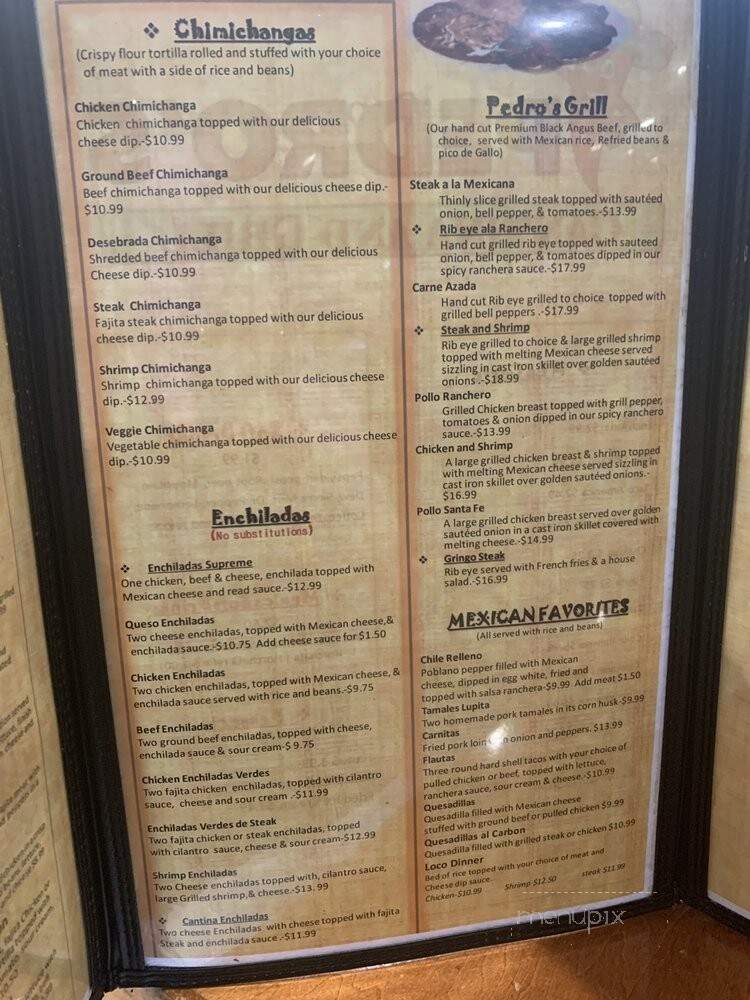 ❖ Chimichangas
(Crispy flour tortilla rolled and stuffed with your choice
of meat with a side of rice and beans)
Chicken Chimichanga
Chicken chimichanga topped with our delicious
cheese dip.-$10.99
Ground Beef Chimichanga
Beef chimichanga topped with our delicious cheese dip.-
$10.99
Desebrada Chimichanga
Shredded beef chimichanga topped with our delicious
Cheese dip.-$10.99
Steak Chimichanga
Fajita steak chimichanga topped with our delicious
cheese dip.-$10.99
Shrimp Chimichanga
Shrimp chimichanga topped with our delicious cheese
dip.-$12.99
Veggie Chimichanga
Vegetable chimichanga topped with our delicious cheese
dip.-$10.99
Enchiladas
(No substitutions)
❖ Enchiladas Supreme
One chicken, beef & cheese, enchilada topped with
Mexican cheese and read sauce.-$12.99
Queso Enchiladas
Two cheese enchiladas, topped with Mexican cheese,&
enchilada sauce.-$10.75 Add cheese sauce for $1.50
Chicken Enchiladas
Two chicken enchiladas, topped with Mexican cheese, &
enchilada sauce served with rice and beans.-$9.75
Beef Enchiladas
Two ground beef enchiladas, topped with cheese,
enchilada sauce & sour cream-$ 9.75
Chicken Enchiladas Verdes
Two fajita chicken enchiladas, topped with cilantro
sauce, cheese and sour cream .-$11.99
Enchiladas Verdes de Steak
Two fajita chicken or steak enchiladas, topped
with cilantro sauce, cheese & sour cream-$12.99
Shrimp Enchiladas
Two Cheese enchiladas topped with, cilantro sauce,
large Grilled shrimp,& cheese.-$13.99
❖ Cantina Enchiladas
Two cheese Enchiladas with cheese topped with fajita
Steak and enchilada sauce .-$11.99
Pedro's Grill
(Our hand cut Premium Black Angus Beef, grilled to
choice, served with Mexican rice, Refried beans &
pico de Gallo)
Steak a la Mexicana
Thinly slice grilled steak topped with sautéed
onion, bell pepper, & tomatoes.-$13.99
❖ Rib eye ala Ranchero
Hand cut grilled rib eye topped with sauteed
onion, bell pepper, & tomatoes dipped in our
spicy ranchera sauce.-$17.99
Carne Azada
Hand cut Rib eye grilled to choice topped with
grilled bell peppers .-$17.99
❖ Steak and Shrimp
Rib eye grilled to choice & large grilled shrimp
topped with melting Mexican cheese served
sizzling in cast iron skillet over golden sautéed
onions .-$18.99
Pollo Ranchero
Grilled Chicken breast topped with grill pepper,
tomatoes & onion dipped in our spicy ranchero
sauce.-$13.99
Chicken and Shrimp
A large grilled chicken breast & shrimp topped
with melting Mexican cheese served sizzling in
cast iron skillet over golden sautéed onions.-
$16.99
Pollo Santa Fe
A large grilled chicken breast served over golden
sautéed onion in a cast iron skillet covered with
melting cheese.-$14.99
❖ Gringo Steak
Rib eye served with French fries & a house
salad.-$16.99
MEXICAN FAVORITES
(All served with rice and beans)
Chile Relleno
Poblano pepper filled with Mexican
cheese, dipped in egg white, fried and
topped with salsa ranchera-$9.99 Add meat $1.50
Tamales Lupita
Two homemade pork tamales in its corn husk-$9.99
Carnitas
Fried pork loin onion and peppers. $13.99
Flautas
Three round hard shell tacos with your choice of
pulled chicken or beef, topped with lettuce,
ranchera sauce, sour cream & cheese.-$10.99
Quesadillas
Quesadilla filled with Mexican cheese
stuffed with ground beef or pulled chicken $9.99
Quesadillas al Carbon
Quesadilla filled with grilled steak or chicken $10.99
Loco Dinner
Bed of rice topped with your choice of meat and
Cheese dip sauce.
Chicken-$10.99 Shrimp $12.50 steak $11.99
menupix